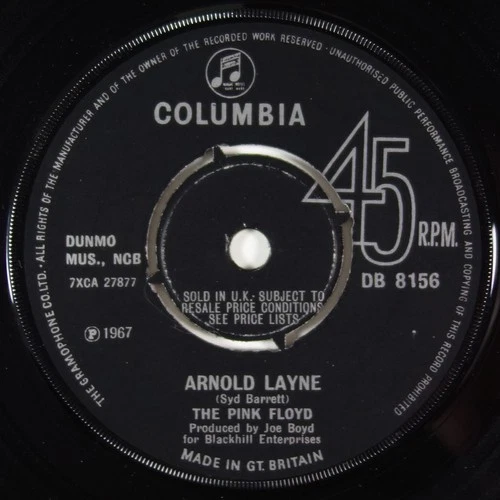 ALL RIGHTS OF THE MANUFACTURER AND OF THE OWNER OF THE RECORDED WORK RESERVED · UNAUTHORISED PUBLIC PERFORMANCE BROADCASTING AND COPYING OF THIS RECORD PROHIBITED
COLUMBIA
45
R.P.M.
DUNMO
MUS., NCB
7XCA 27877
DB 8156
SOLD IN U.K. SUBJECT TO
RESALE PRICE CONDITIONS
SEE PRICE LISTS
Ⓟ 1967
ARNOLD LAYNE
(Syd Barrett)
THE PINK FLOYD
Produced by Joe Boyd
for Blackhill Enterprises
MADE IN GT. BRITAIN
THE GRAMOPHONE CO. LTD.